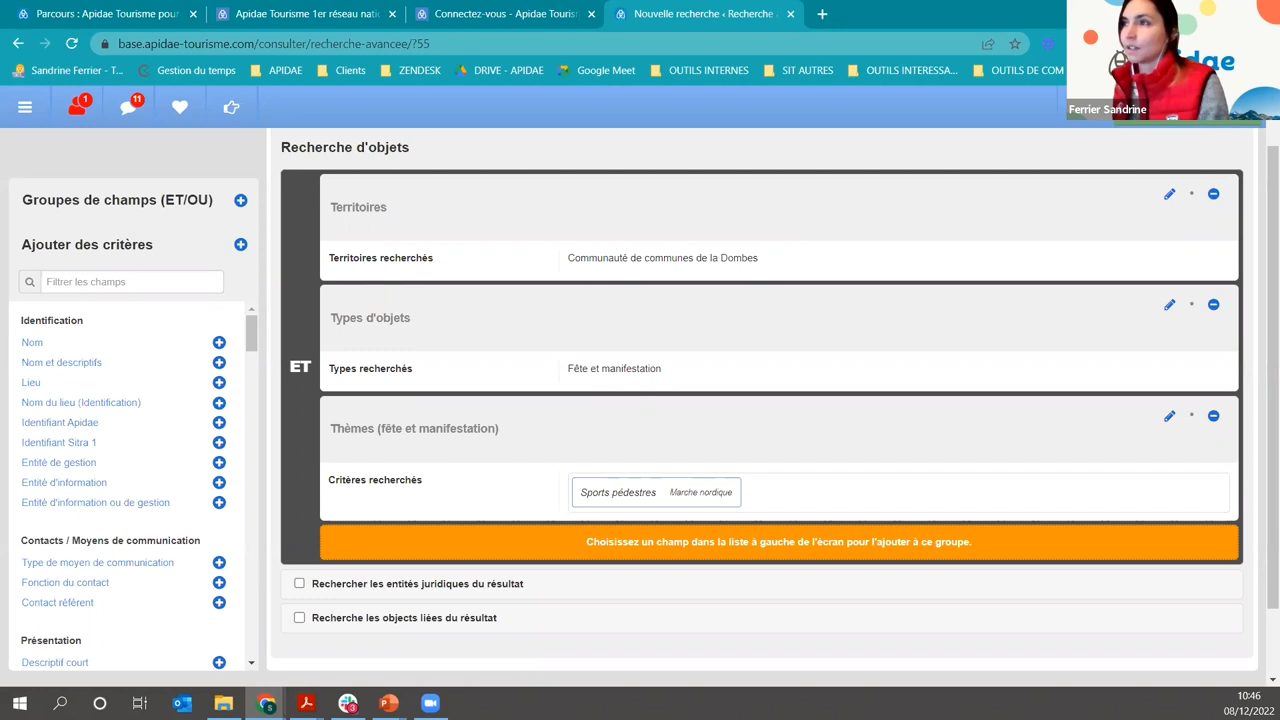 Parcours : Apidae Tourisme pour
Apidae Tourisme 1er réseau nati
Connectez-vous - Apidae Tourism
Nouvelle recherche « Recherche
base.apidae-tourisme.com/consulter/recherche-avancee/?55
Sandrine Ferrier - T...
Gestion du temps
APIDAE
Clients
ZENDESK
DRIVE - APIDAE
Google Meet
OUTILS INTERNES
SIT AUTRES
OUTILS INTERESSA...
OUTILS DE COM
Ferrier Sandrine
1
11
Recherche d'objets
Groupes de champs (ET/OU)
Ajouter des critères
Filtrer les champs
Identification
Nom
Nom et descriptifs
Lieu
Nom du lieu (Identification)
Identifiant Apidae
Identifiant Sitra 1
Entité de gestion
Entité d'information
Entité d'information ou de gestion
Contacts / Moyens de communication
Type de moyen de communication
Fonction du contact
Contact référent
Présentation
Descriptif court
ET
Territoires
Territoires recherchés
Communauté de communes de la Dombes
Types d'objets
Types recherchés
Fête et manifestation
Thèmes (fête et manifestation)
Critères recherchés
Sports pédestres Marche nordique
Choisissez un champ dans la liste à gauche de l'écran pour l'ajouter à ce groupe.
Rechercher les entités juridiques du résultat
Recherche les objects liées du résultat
10:46
08/12/2022